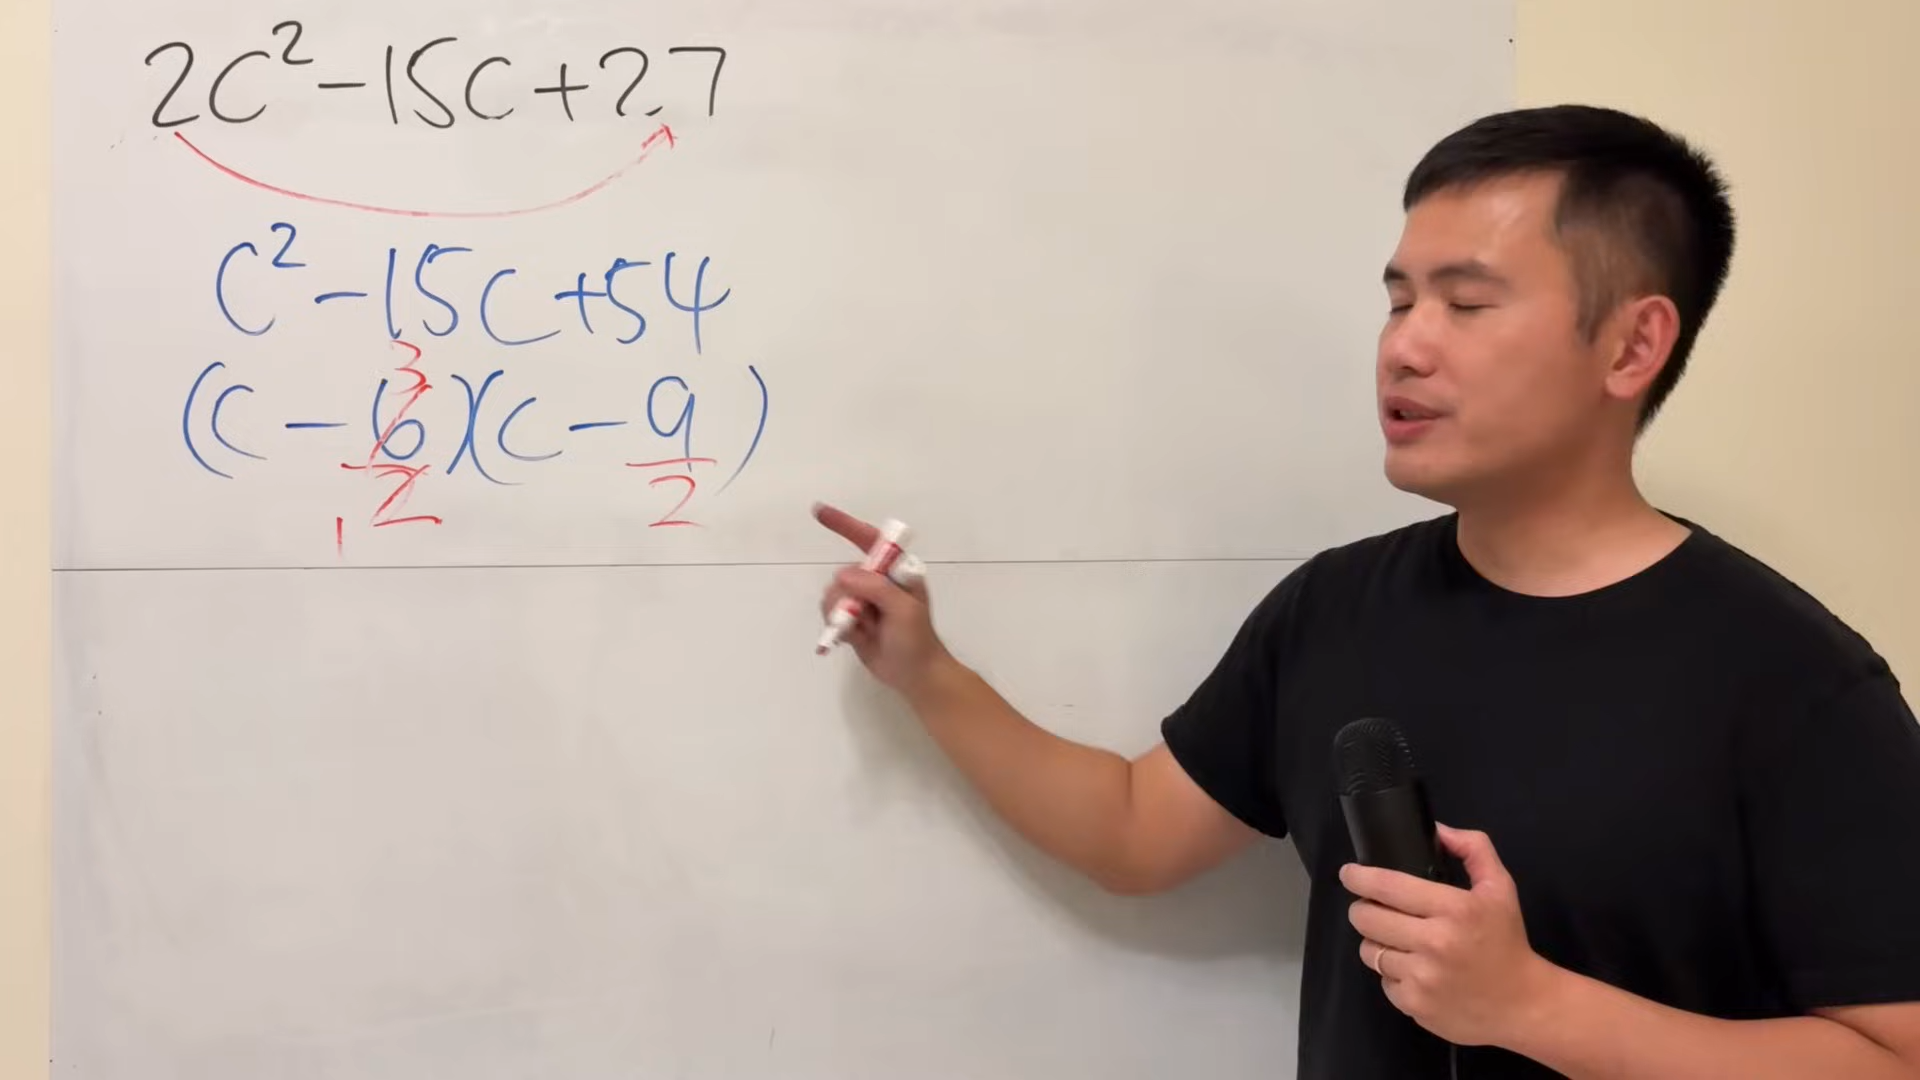 2C² - 15C + 27
C² - 15C + 54
3
(C - 6/2)(C - 9/2)
1